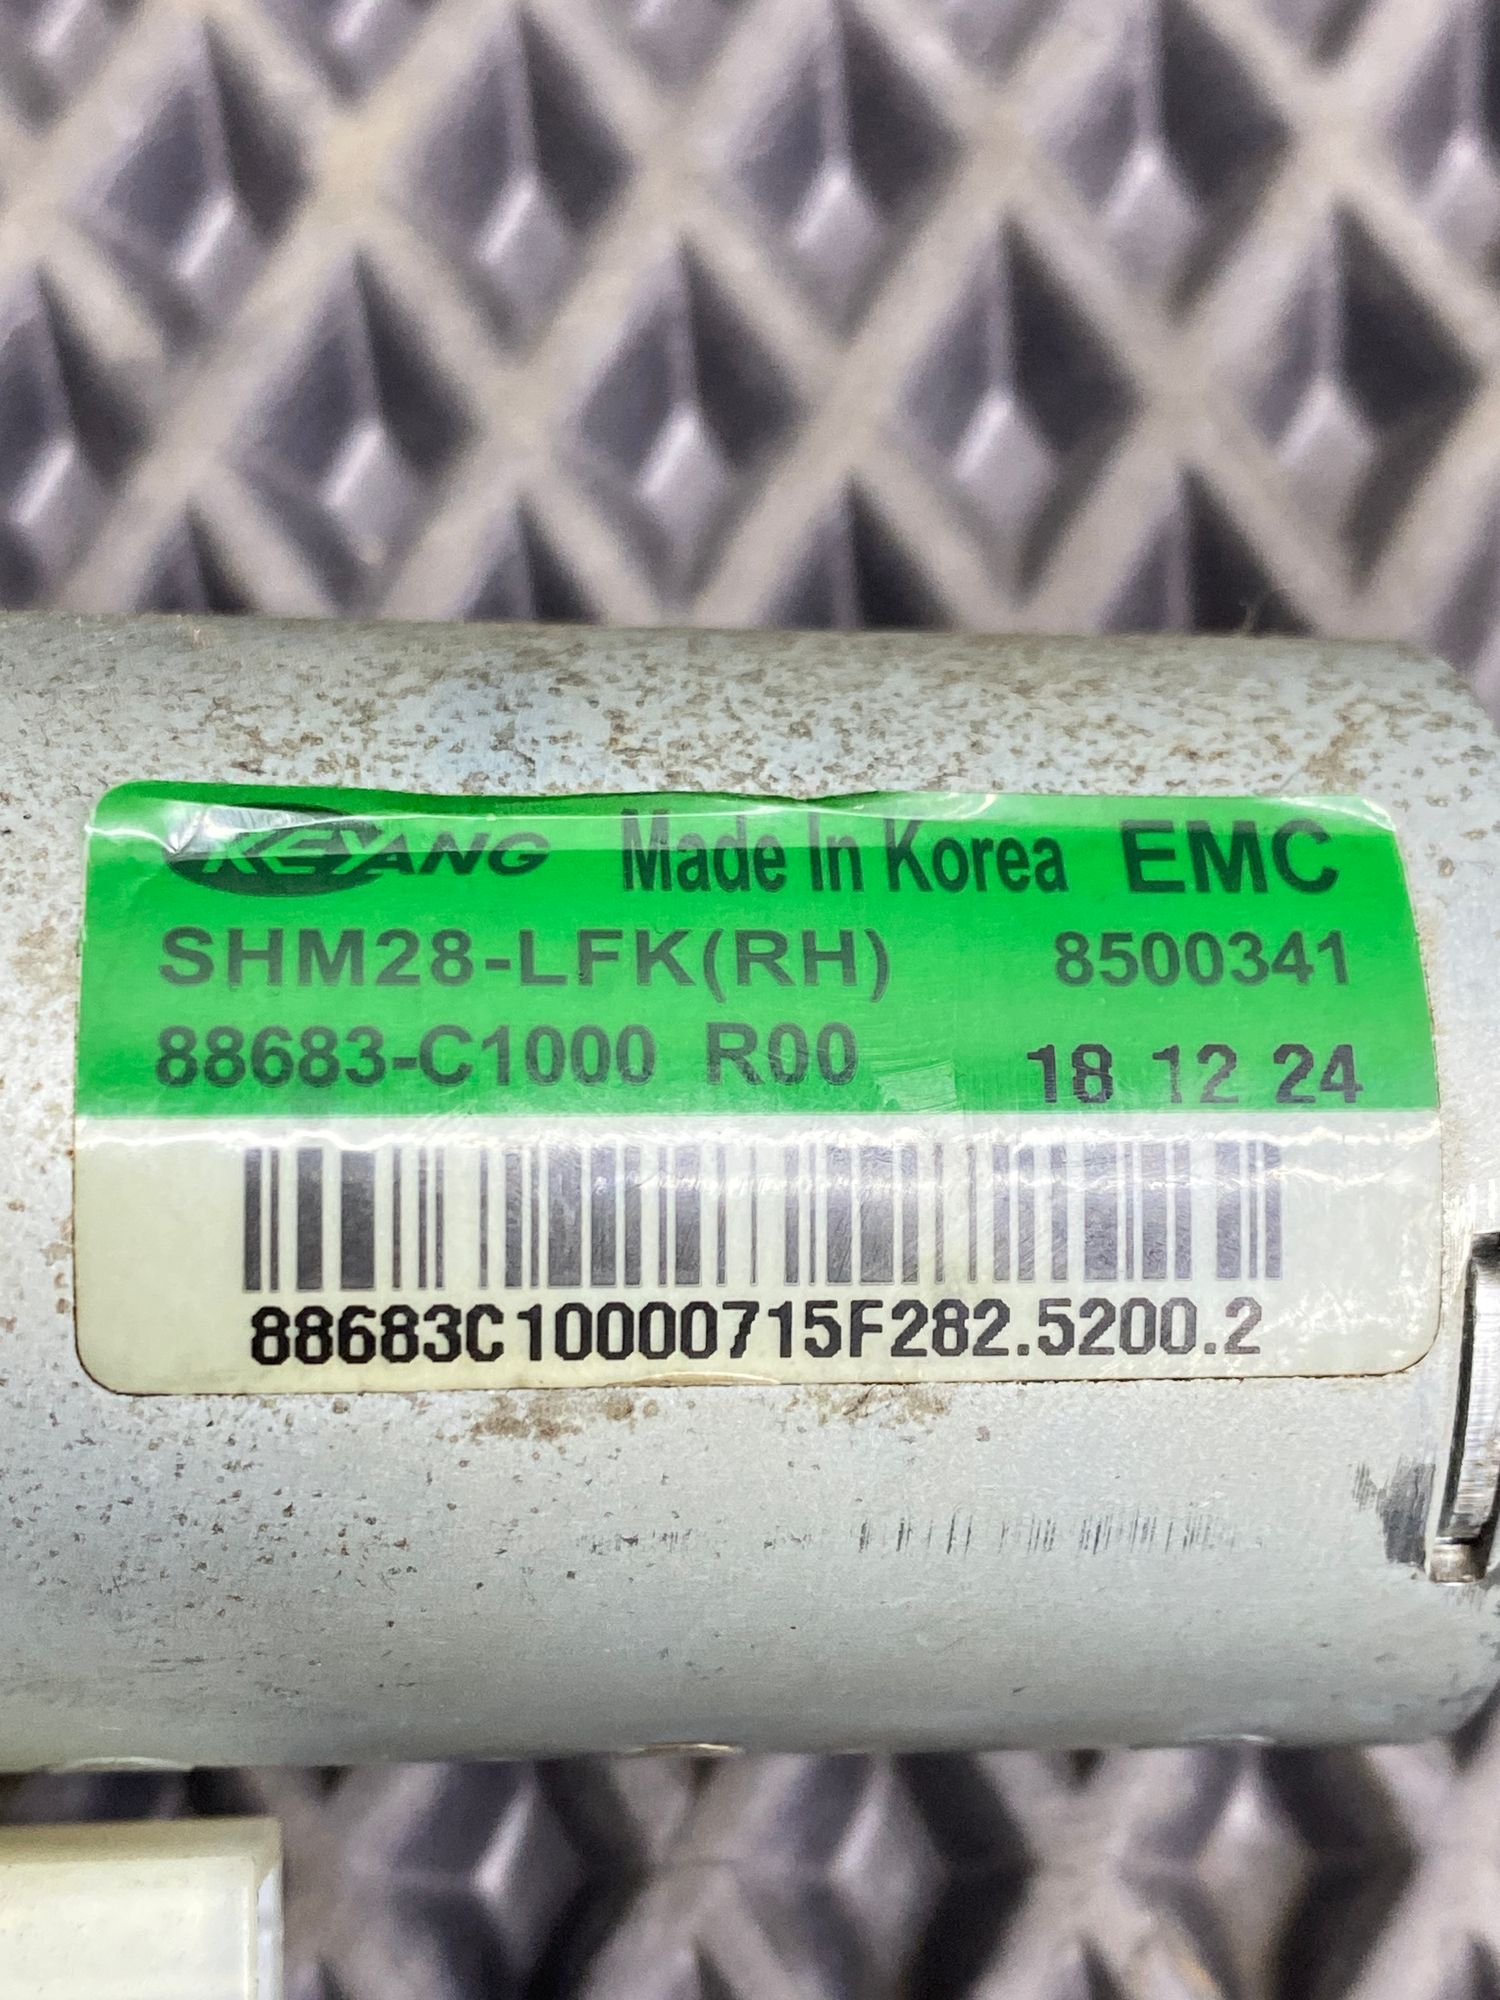 KEYANG Made In Korea EMC
SHM28-LFK(RH) 8500341
88683-C1000 R00 18 12 24
88683C10000715F282.5200.2